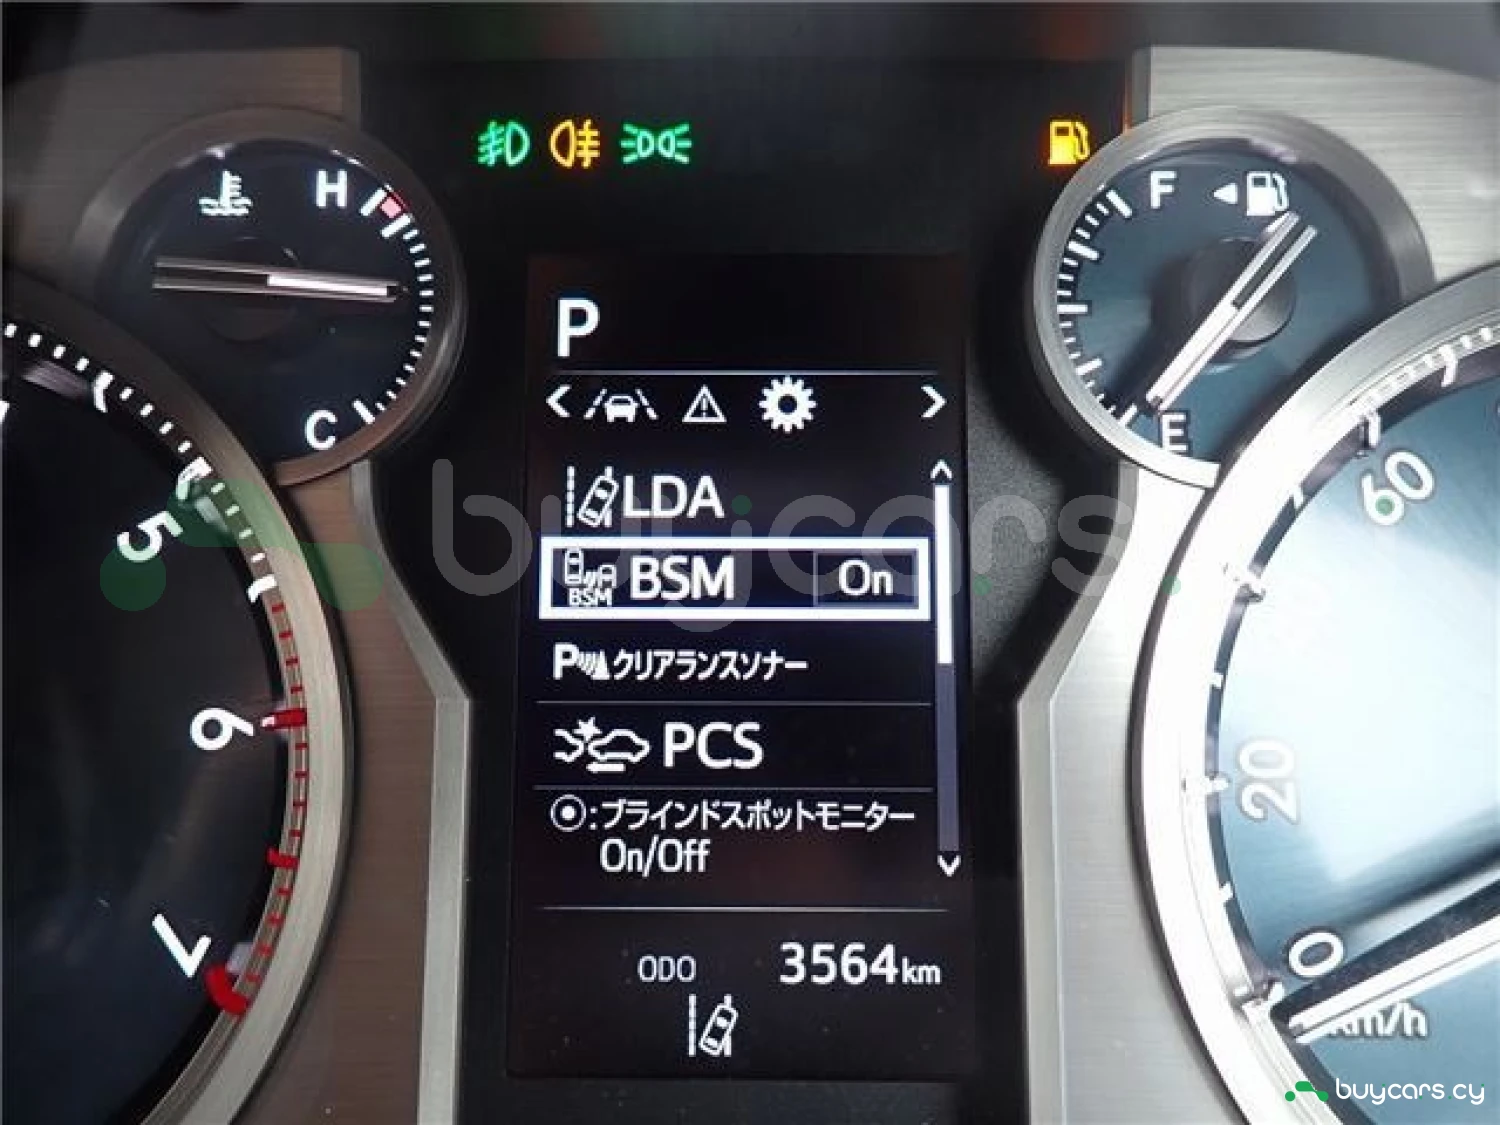 H
F
P
C
E
LDA
buycars.cy
BSM On
BSM
クリアランスソナー
P
PCS
:ブラインドスポットモニター
On/Off
ODO 3564km
5
6
7
60
20
0
km/h
buycars.cy